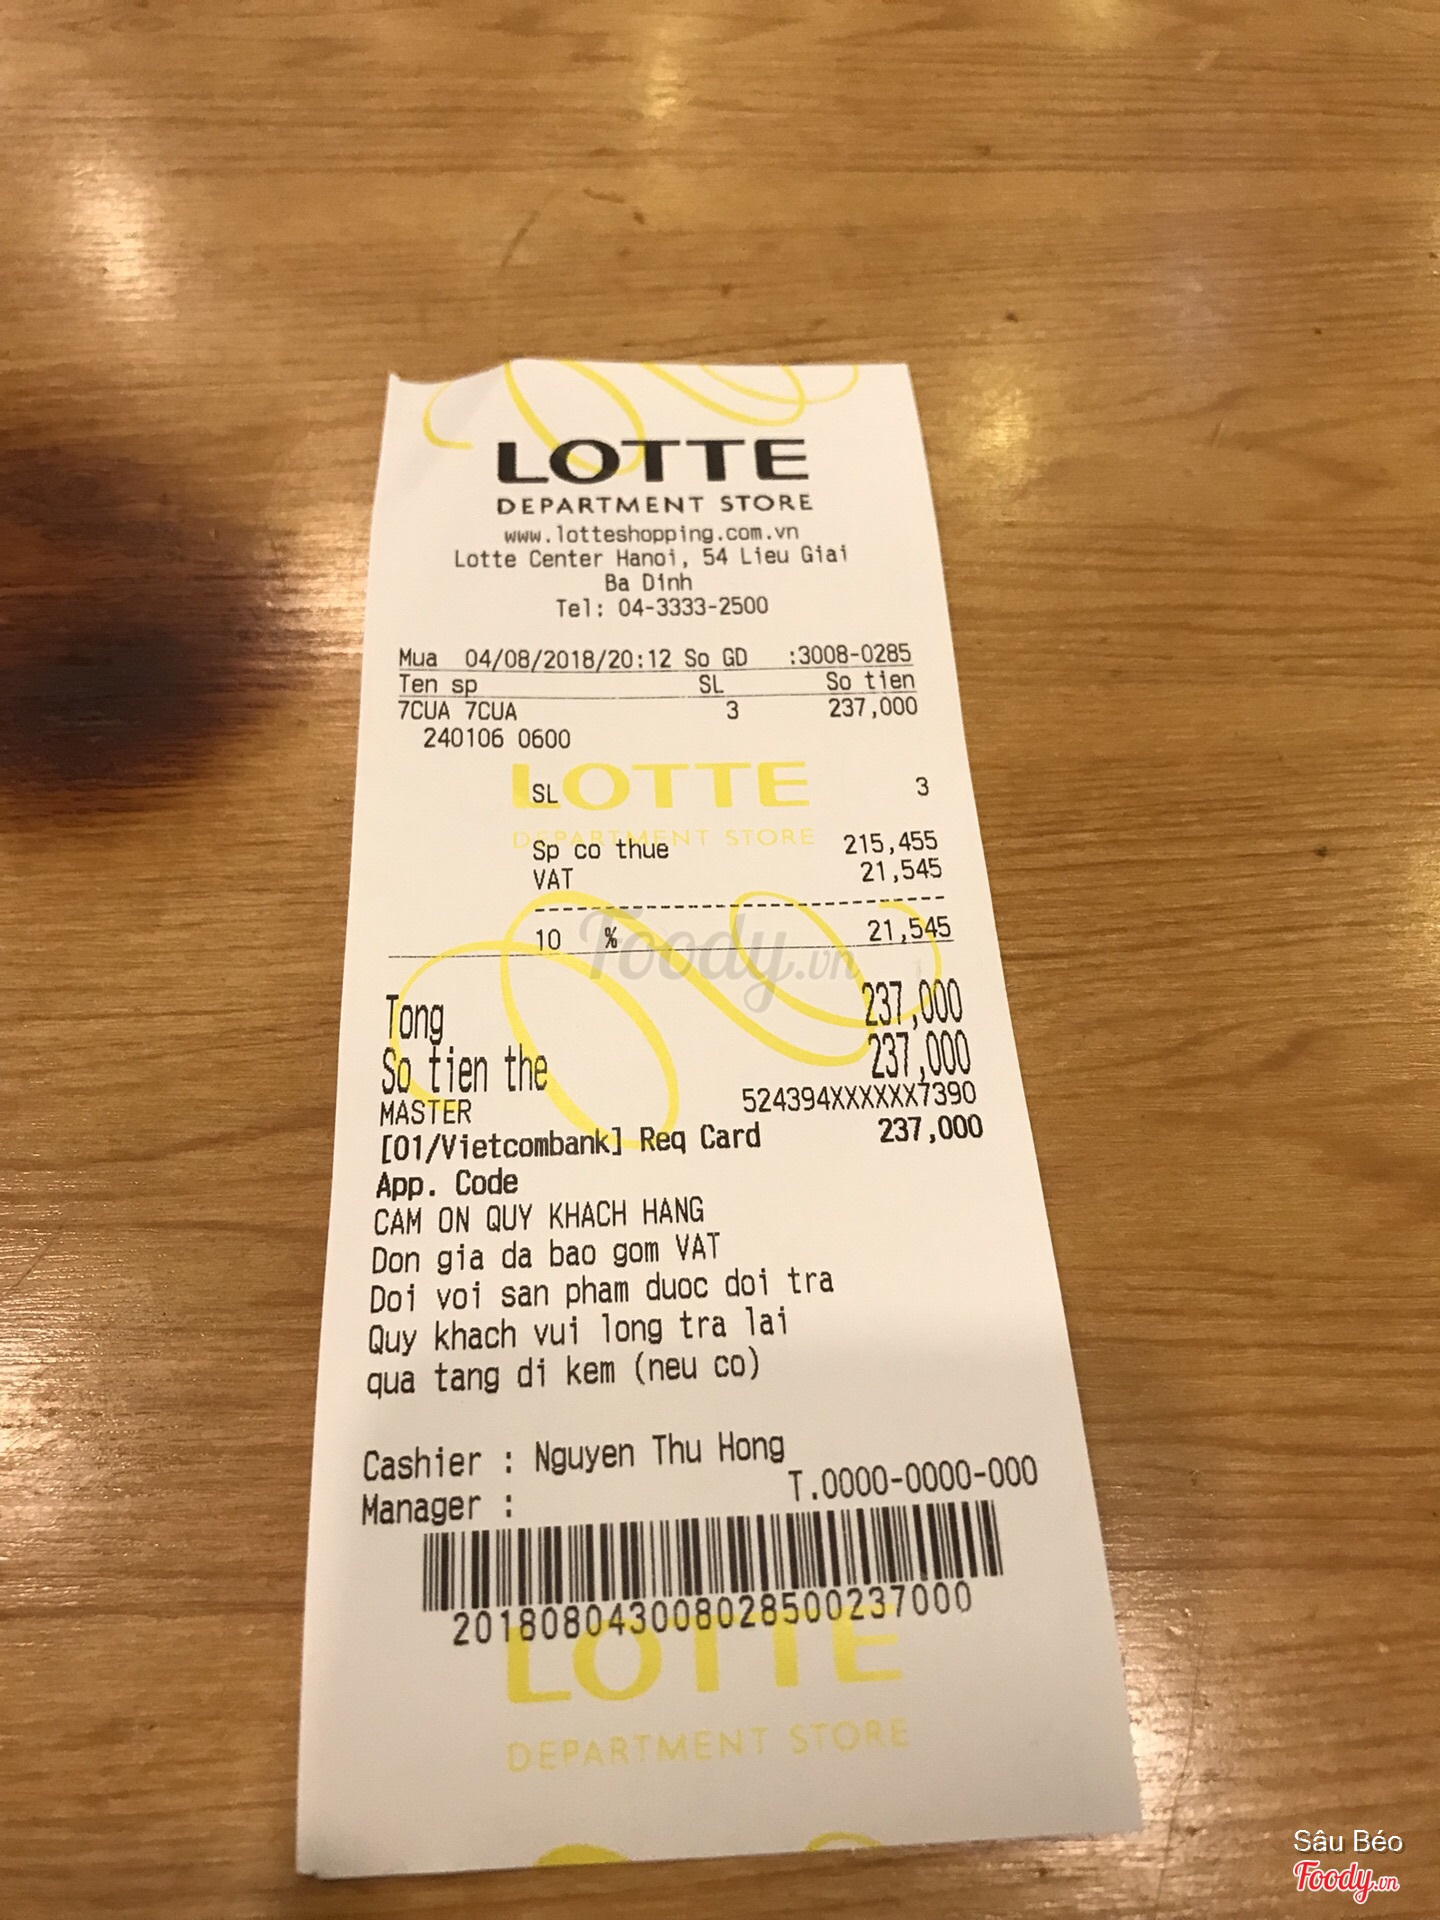 LOTTE
DEPARTMENT STORE
www.lotteshopping.com.vn
Lotte Center Hanoi, 54 Lieu Giai
Ba Dinh
Tel: 04-3333-2500
Mua 04/08/2018/20:12 So GD :3008-0285
Ten sp SL So tien
7CUA 7CUA 3 237,000
240106 0600
LOTTE
SL 3
DEPARTMENT STORE
Sp co thue 215,455
VAT 21,545
10 % 21,545
Foody.vn
Tong 237,000
So tien the 237,000
MASTER 524394XXXXXX7390
[01/Vietcombank] Req Card 237,000
App. Code
CAM ON QUY KHACH HANG
Don gia da bao gom VAT
Doi voi san pham duoc doi tra
Quy khach vui long tra lai
qua tang di kem (neu co)
Cashier : Nguyen Thu Hong
Manager : T.0000-0000-000
20180804300802850023​7000
LOTTE
DEPARTMENT STORE
Sâu Béo
Foody.vn